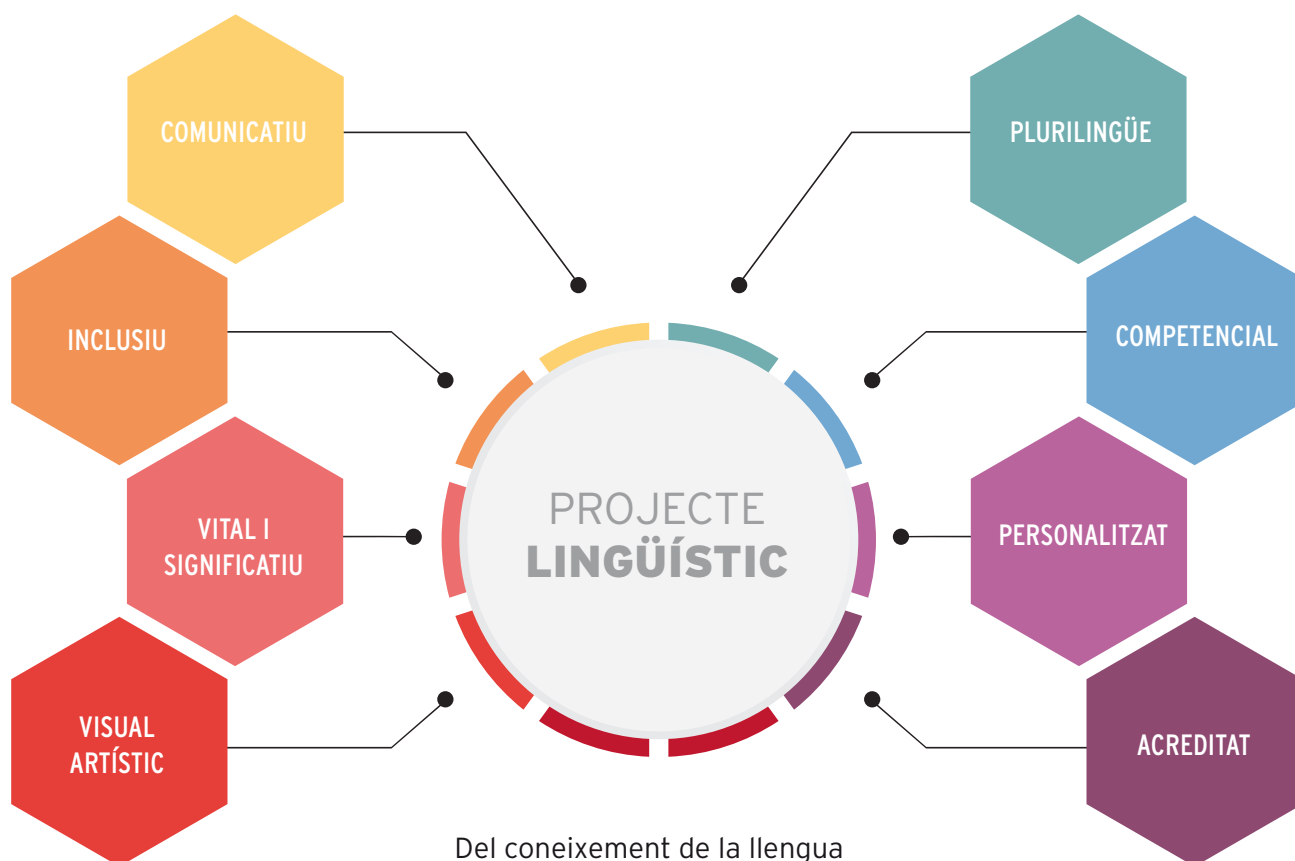 COMUNICATIU
PLURILINGÜE
INCLUSIU
COMPETENCIAL
VITAL I
SIGNIFICATIU
PERSONALITZAT
VISUAL
ARTÍSTIC
ACREDITAT
PROJECTE
LINGÜÍSTIC
Del coneixement de la llengua